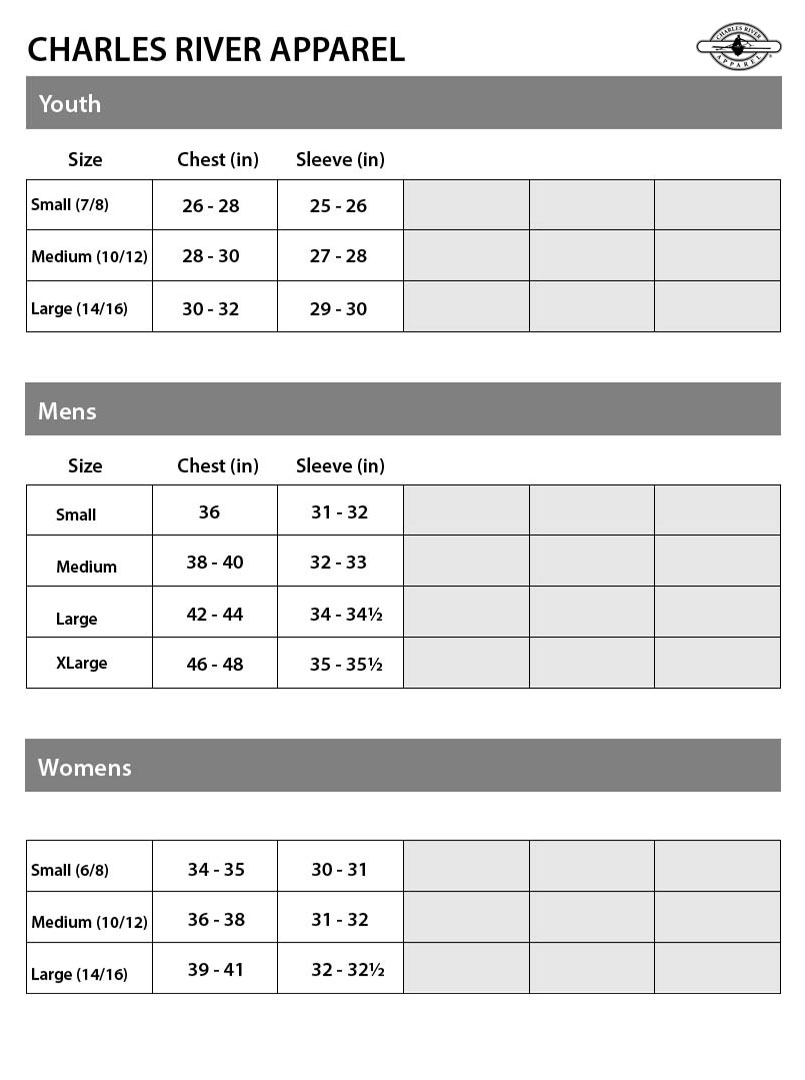 CHARLES RIVER APPAREL
CHARLES RIVER
APPAREL
Youth
Size Chest (in) Sleeve (in)
Small (7/8) 26 - 28 25 - 26
Medium (10/12) 28 - 30 27 - 28
Large (14/16) 30 - 32 29 - 30
Mens
Size Chest (in) Sleeve (in)
Small 36 31 - 32
Medium 38 - 40 32 - 33
Large 42 - 44 34 - 34½
XLarge 46 - 48 35 - 35½
Womens
Small (6/8) 34 - 35 30 - 31
Medium (10/12) 36 - 38 31 - 32
Large (14/16) 39 - 41 32 - 32½